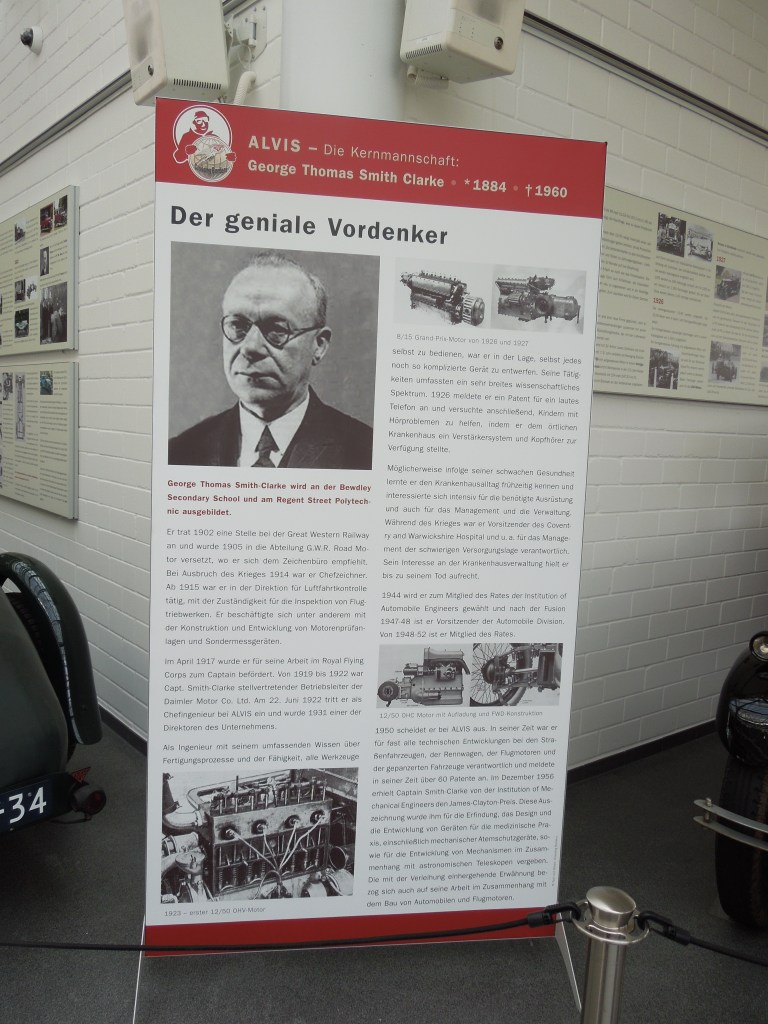 ALVIS – Die Kernmannschaft:
George Thomas Smith Clarke • *1884 • †1960
Der geniale Vordenker
George Thomas Smith-Clarke wird an der Bewdley
Secondary School und am Regent Street Polytech-
nic ausgebildet.
Er trat 1902 eine Stelle bei der Great Western Railway
an und wurde 1905 in die Abteilung G.W.R. Road Mo-
tor versetzt, wo er sich dem Zeichenbüro empfiehlt.
Bei Ausbruch des Krieges 1914 war er Chefzeichner.
Ab 1915 war er in der Direktion für Luftfahrtkontrolle
tätig, mit der Zuständigkeit für die Inspektion von Flug-
triebwerken. Er beschäftigte sich unter anderem mit
der Konstruktion und Entwicklung von Motorenprüfan-
lagen und Sondermessgeräten.
Im April 1917 wurde er für seine Arbeit im Royal Flying
Corps zum Captain befördert. Von 1919 bis 1922 war
Capt. Smith-Clarke stellvertretender Betriebsleiter der
Daimler Motor Co. Ltd. Am 22. Juni 1922 tritt er als
Chefingenieur bei ALVIS ein und wurde 1931 einer der
Direktoren des Unternehmens.
Als Ingenieur mit seinem umfassenden Wissen über
Fertigungsprozesse und der Fähigkeit, alle Werkzeuge
1923 – erster 12/50 OHV-Motor
8/15 Grand-Prix-Motor von 1926 und 1927
selbst zu bedienen, war er in der Lage, selbst jedes
noch so komplizierte Gerät zu entwerfen. Seine Tätig-
keiten umfassten ein sehr breites wissenschaftliches
Spektrum. 1926 meldete er ein Patent für ein lautes
Telefon an und versuchte anschließend, Kindern mit
Hörproblemen zu helfen, indem er dem örtlichen
Krankenhaus ein Verstärkersystem und Kopfhörer zur
Verfügung stellte.
Möglicherweise infolge seiner schwachen Gesundheit
lernte er den Krankenhausalltag frühzeitig kennen und
interessierte sich intensiv für die benötigte Ausrüstung
und auch für das Management und die Verwaltung.
Während des Krieges war er Vorsitzender des Covent-
ry and Warwickshire Hospital und u. a. für das Manage-
ment der schwierigen Versorgungslage verantwortlich.
Sein Interesse an der Krankenhausverwaltung hielt er
bis zu seinem Tod aufrecht.
1944 wird er zum Mitglied des Rates der Institution of
Automobile Engineers gewählt und nach der Fusion
1947-48 ist er Vorsitzender der Automobile Division.
Von 1948-52 ist er Mitglied des Rates.
12/50 OHC Motor mit Aufladung und FWD-Konstruktion
1950 scheidet er bei ALVIS aus. In seiner Zeit war er
für fast alle technischen Entwicklungen bei den Stra-
ßenfahrzeugen, der Rennwagen, der Flugmotoren und
der gepanzerten Fahrzeuge verantwortlich und meldete
in seiner Zeit über 60 Patente an. Im Dezember 1956
erhielt Captain Smith-Clarke von der Institution of Me-
chanical Engineers den James-Clayton-Preis. Diese Aus-
zeichnung wurde ihm für die Erfindung, das Design und
die Entwicklung von Geräten für die medizinische Pra-
xis, einschließlich mechanischer Atemschutzgeräte, so-
wie für die Entwicklung von Mechanismen im Zusam-
menhang mit astronomischen Teleskopen vergeben.
Die mit der Verleihung einhergehende Erwähnung be-
zog sich auch auf seine Arbeit im Zusammenhang mit
dem Bau von Automobilen und Flugmotoren.
-34